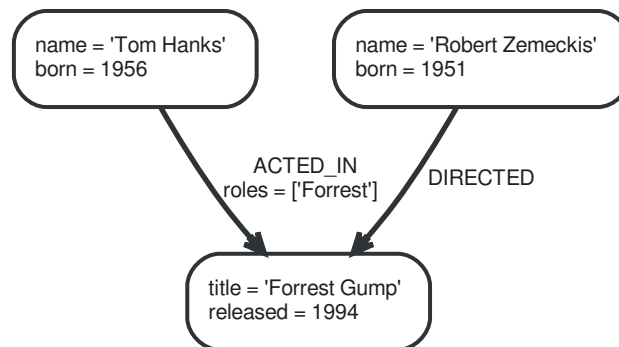 name = 'Tom Hanks'
born = 1956
name = 'Robert Zemeckis'
born = 1951
ACTED_IN
roles = ['Forrest']
DIRECTED
title = 'Forrest Gump'
released = 1994